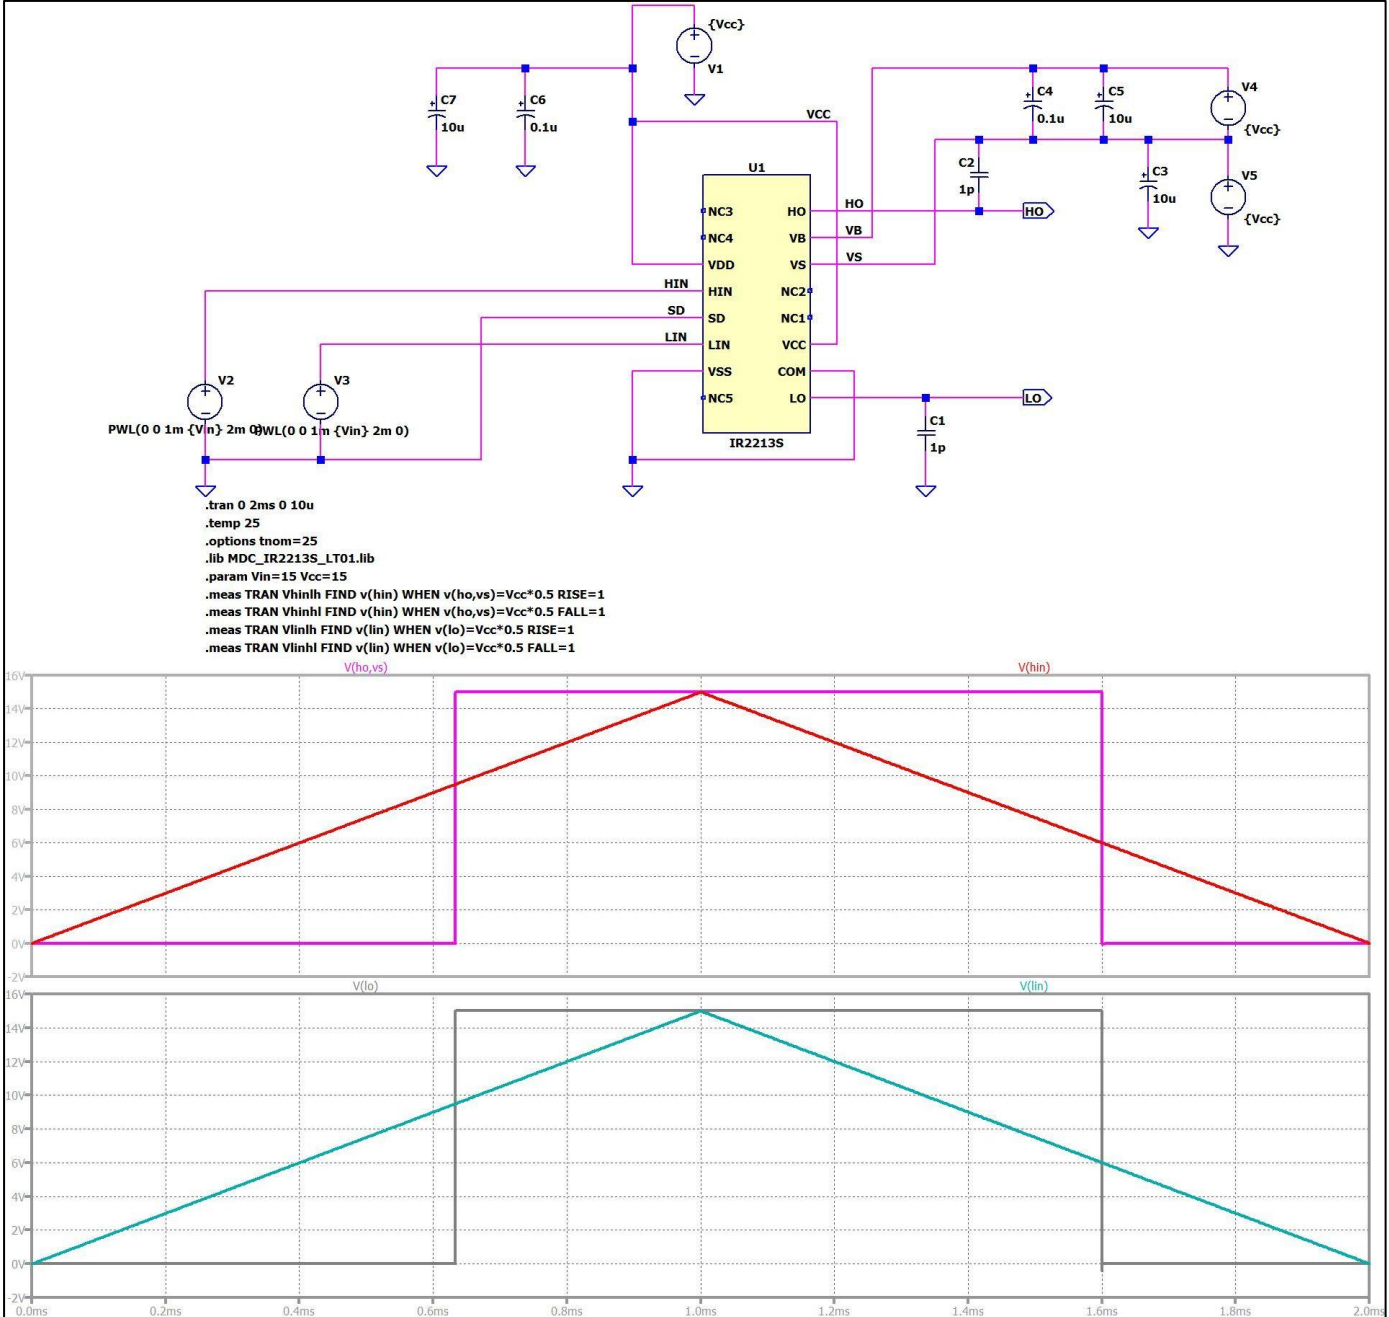 {Vcc}
V1
C7
10u
C6
0.1u
VCC
C4
0.1u
C5
10u
V4
{Vcc}
C2
1p
C3
10u
V5
{Vcc}
U1
NC3
HO
HO
HO
NC4
VB
VB
VDD
VS
VS
HIN
HIN
NC2
SD
SD
NC1
LIN
LIN
VCC
VSS
COM
NC5
LO
LO
IR2213S
C1
1p
V2
V3
PWL(0 0 1m {Vin} 2m 0)
PWL(0 0 1m {Vin} 2m 0)
.tran 0 2ms 0 10u
.temp 25
.options tnom=25
.lib MDC_IR2213S_LT01.lib
.param Vin=15 Vcc=15
.meas TRAN Vhinlh FIND v(hin) WHEN v(ho,vs)=Vcc*0.5 RISE=1
.meas TRAN Vhinhl FIND v(hin) WHEN v(ho,vs)=Vcc*0.5 FALL=1
.meas TRAN Vlinlh FIND v(lin) WHEN v(lo)=Vcc*0.5 RISE=1
.meas TRAN Vlinhl FIND v(lin) WHEN v(lo)=Vcc*0.5 FALL=1
V(ho,vs)
V(hin)
16V
14V
12V
10V
8V
6V
4V
2V
0V
-2V
V(lo)
V(lin)
16V
14V
12V
10V
8V
6V
4V
2V
0V
-2V
0.0ms
0.2ms
0.4ms
0.6ms
0.8ms
1.0ms
1.2ms
1.4ms
1.6ms
1.8ms
2.0ms